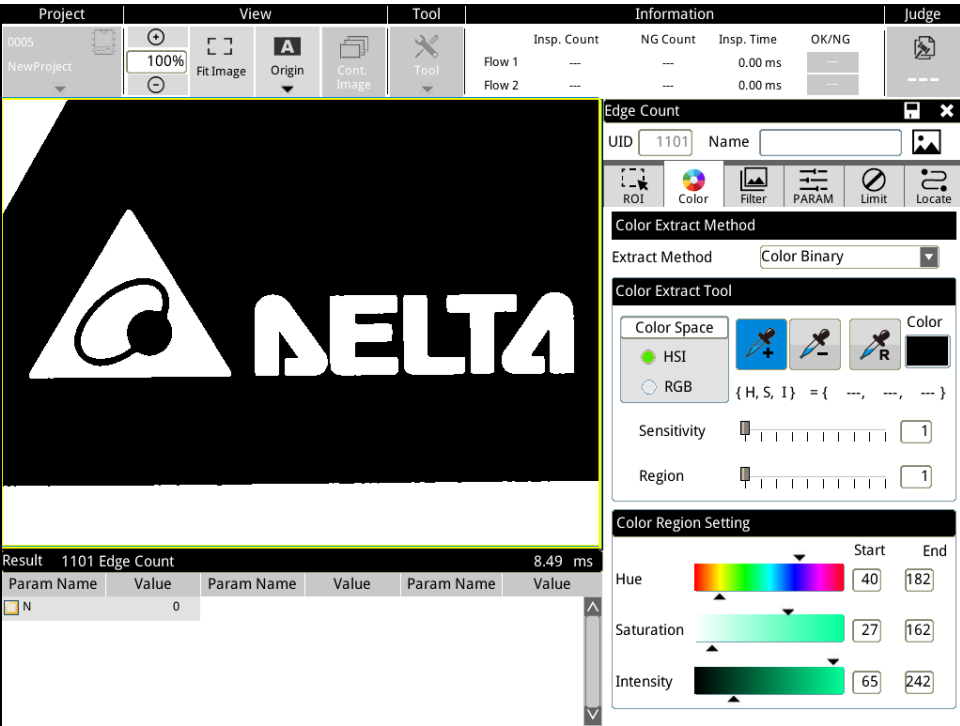 Project View Tool Information Judge
0005
NewProject
100%
Fit Image
A
Origin
Cont.
Image
Tool
Insp. Count NG Count Insp. Time OK/NG
Flow 1 --- --- 0.00 ms ---
Flow 2 --- --- 0.00 ms ---
---
Edge Count
UID 1101 Name
ROI Color Filter PARAM Limit Locate
Color Extract Method
Extract Method Color Binary
Color Extract Tool
Color Space
HSI
RGB
R
Color
{ H, S, I } = { ---, ---, --- }
Sensitivity 1
Region 1
Color Region Setting
Start End
Hue 40 182
Saturation 27 162
Intensity 65 242
DELTA
Result 1101 Edge Count 8.49 ms
Param Name Value Param Name Value Param Name Value
N 0